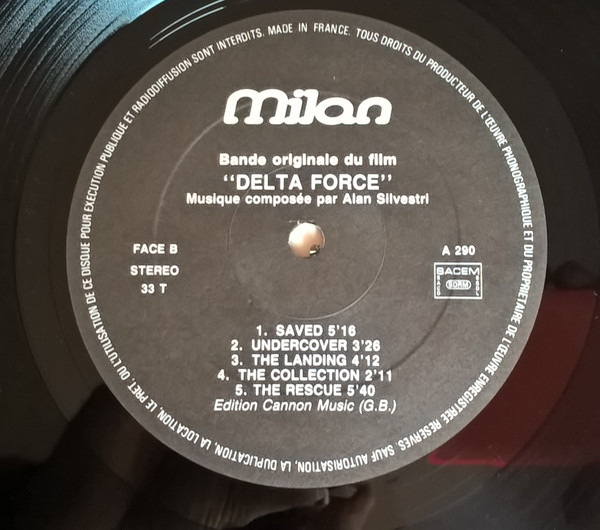 TOUS DROITS DU PRODUCTEUR DE L'ŒUVRE PHONOGRAPHIQUE ET DU PROPRIETAIRE DE L'ŒUVRE ENREGISTREE RESERVES. SAUF AUTORISATION, LA DUPLICATION, LA LOCATION, LE PRET, OU L'UTILISATION DE CE DISQUE POUR EXECUTION PUBLIQUE ET RADIODIFFUSION SONT INTERDITS. MADE IN FRANCE.
milan
Bande originale du film
"DELTA FORCE"
Musique composée par Alan Silvestri
FACE B
STEREO
33 T
A 290
SACEM
SACD
SDRM
SGDL
1. SAVED 5'16
2. UNDERCOVER 3'26
3. THE LANDING 4'12
4. THE COLLECTION 2'11
5. THE RESCUE 5'40
Edition Cannon Music (G.B.)